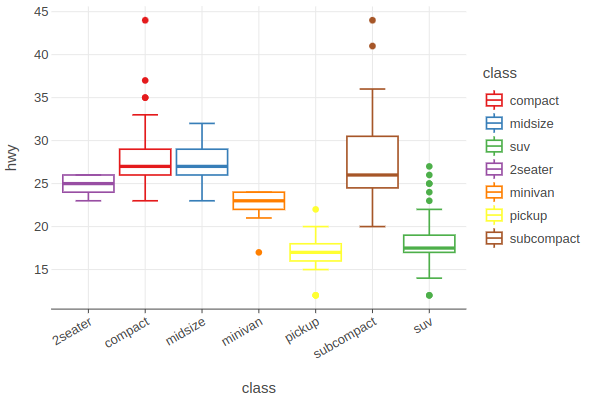 hwy
45
40
35
30
25
20
15
2seater
compact
midsize
minivan
pickup
subcompact
suv
class
class
compact
midsize
suv
2seater
minivan
pickup
subcompact